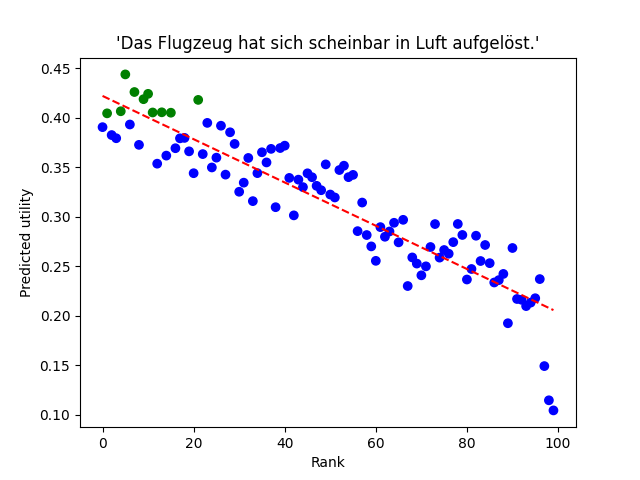 'Das Flugzeug hat sich scheinbar in Luft aufgelöst.'
0.45
0.40
0.35
0.30
0.25
0.20
0.15
0.10
Predicted utility
0 20 40 60 80 100
Rank